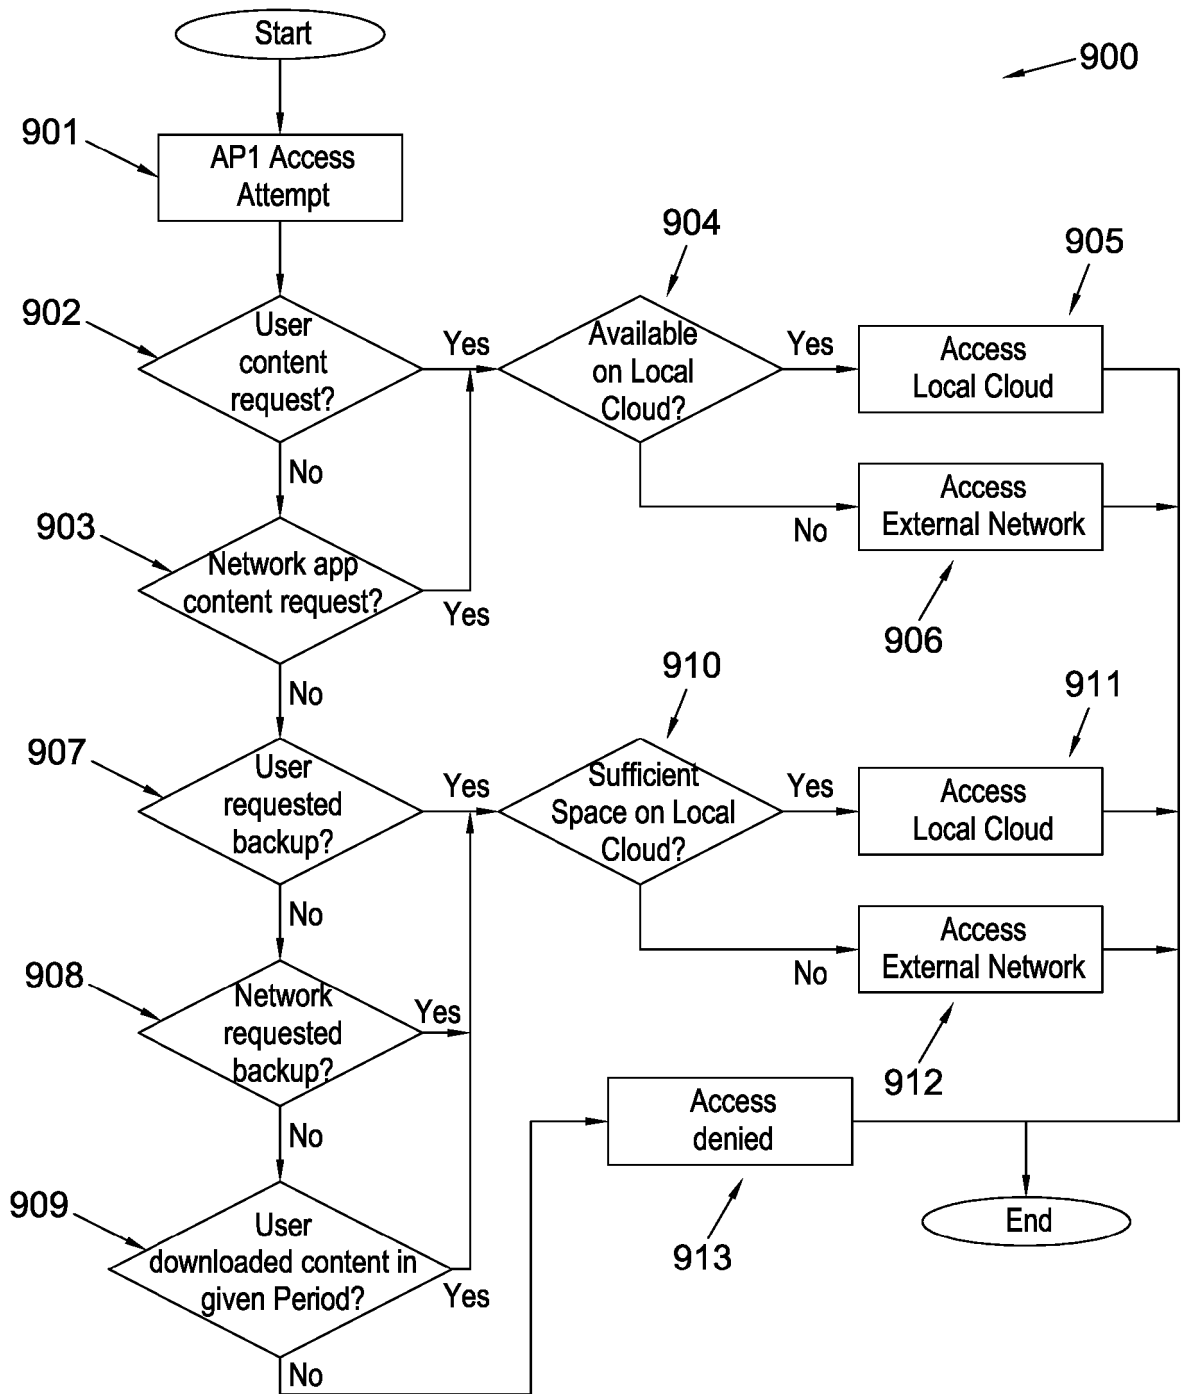 Start
900
901
AP1 Access
Attempt
904
905
902
User
content
request?
Yes
Available
on Local
Cloud?
Yes
Access
Local Cloud
No
Access
External Network
No
903
Network app
content request?
Yes
906
No
910
911
907
User
requested
backup?
Yes
Sufficient
Space on Local
Cloud?
Yes
Access
Local Cloud
No
Access
External Network
No
908
Network
requested
backup?
Yes
912
Access
denied
No
909
User
downloaded content in
given Period?
Yes
913
End
No